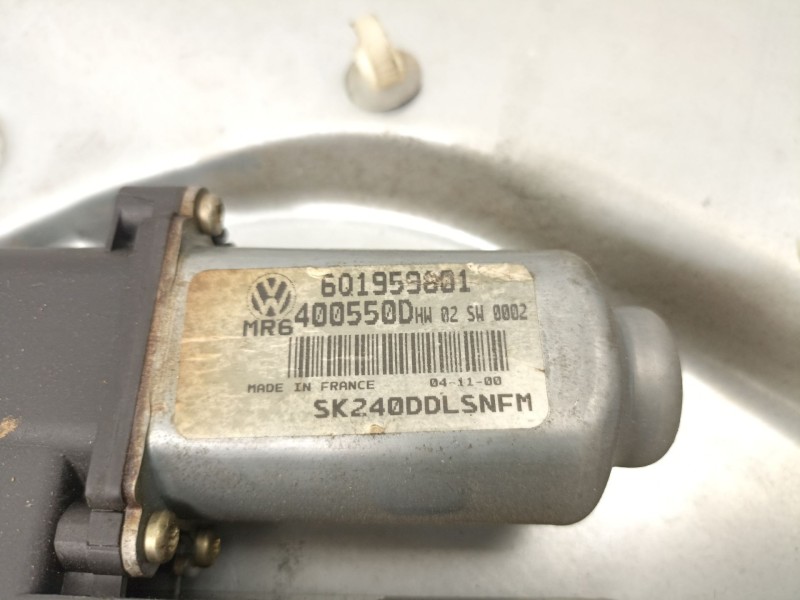 6Q1959801
MR6 400550D HW 02 SW 0002
MADE IN FRANCE 04-11-00
SK240DDLSNFM